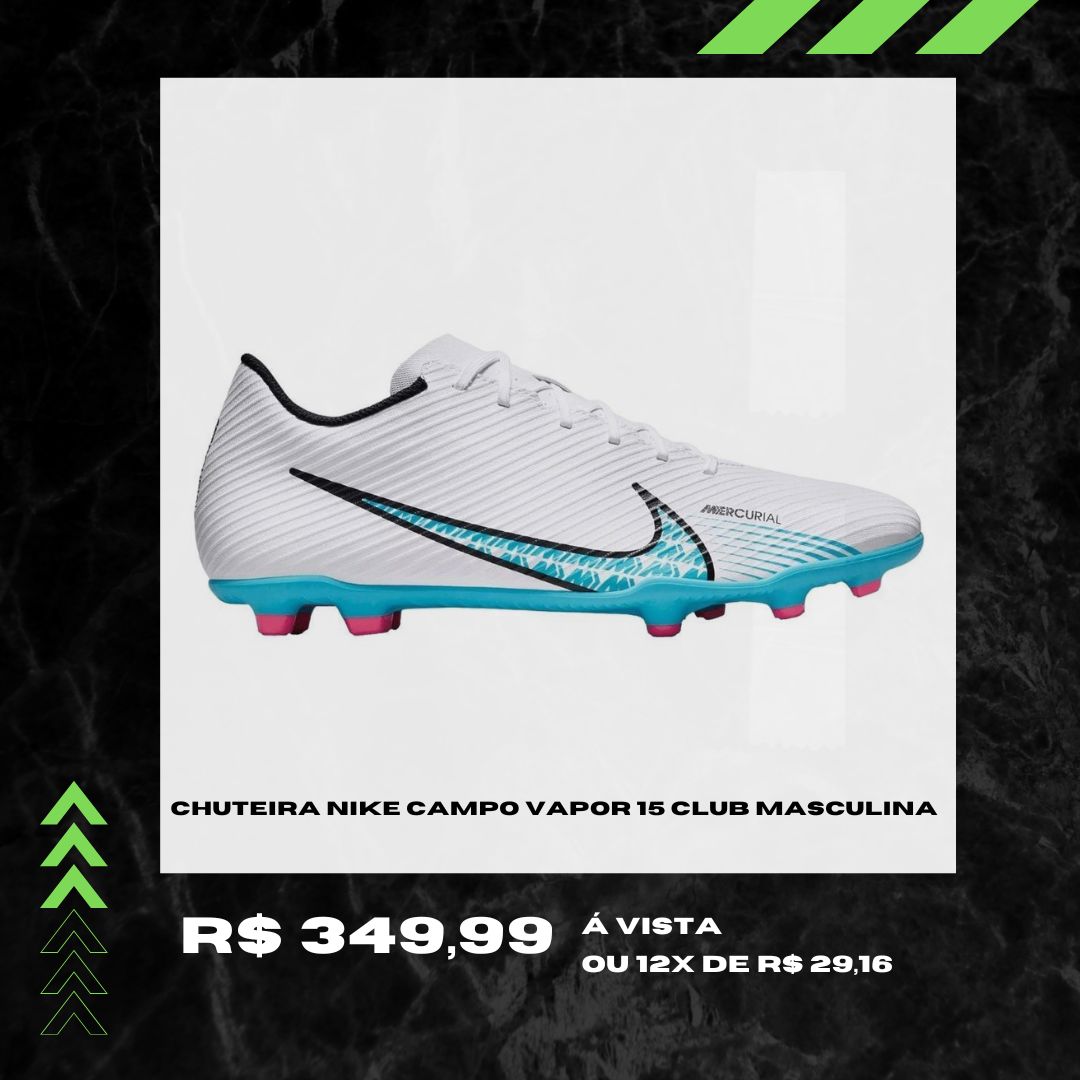 MERCURIAL
CHUTEIRA NIKE CAMPO VAPOR 15 CLUB MASCULINA
R$ 349,99
Á VISTA
OU 12X DE R$ 29,16